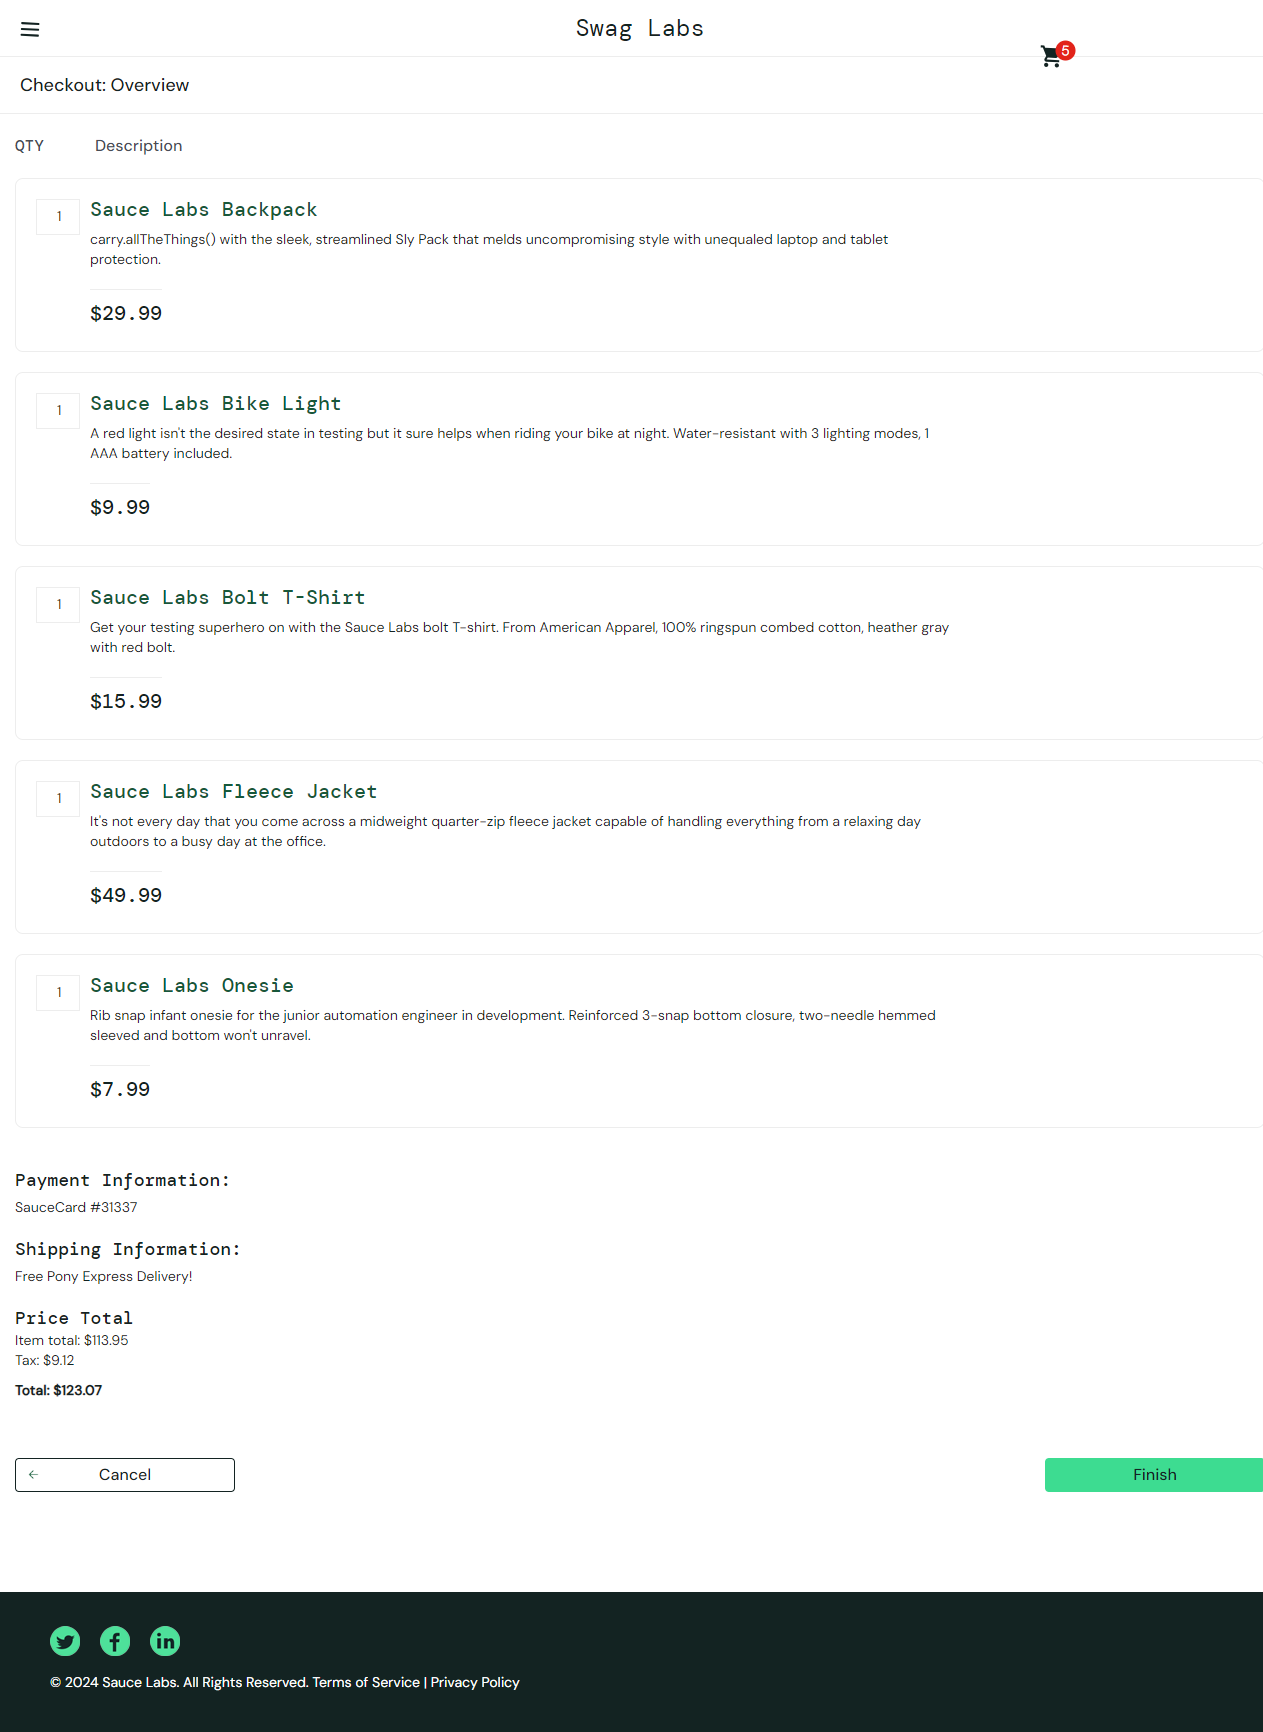 Swag Labs
5
Checkout: Overview
QTY Description
1 Sauce Labs Backpack
carry.allTheThings() with the sleek, streamlined Sly Pack that melds uncompromising style with unequaled laptop and tablet
protection.
$29.99
1 Sauce Labs Bike Light
A red light isn't the desired state in testing but it sure helps when riding your bike at night. Water-resistant with 3 lighting modes, 1
AAA battery included.
$9.99
1 Sauce Labs Bolt T-Shirt
Get your testing superhero on with the Sauce Labs bolt T-shirt. From American Apparel, 100% ringspun combed cotton, heather gray
with red bolt.
$15.99
1 Sauce Labs Fleece Jacket
It's not every day that you come across a midweight quarter-zip fleece jacket capable of handling everything from a relaxing day
outdoors to a busy day at the office.
$49.99
1 Sauce Labs Onesie
Rib snap infant onesie for the junior automation engineer in development. Reinforced 3-snap bottom closure, two-needle hemmed
sleeved and bottom won't unravel.
$7.99
Payment Information:
SauceCard #31337
Shipping Information:
Free Pony Express Delivery!
Price Total
Item total: $113.95
Tax: $9.12
Total: $123.07
Cancel Finish
© 2024 Sauce Labs. All Rights Reserved. Terms of Service | Privacy Policy